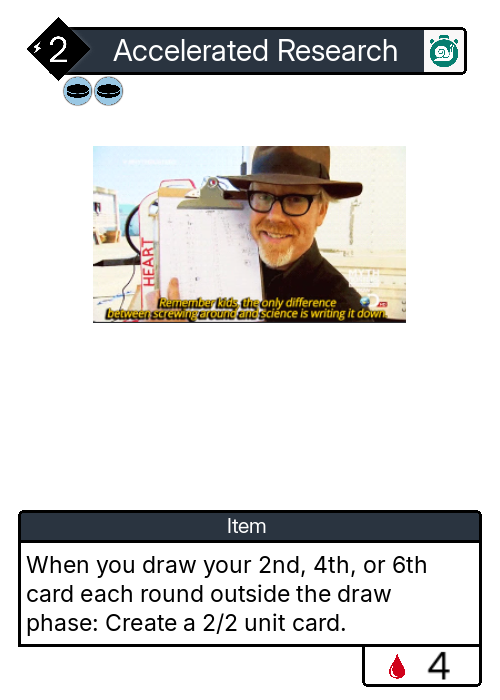 2
Accelerated Research
HEART
Remember kids, the only difference
between screwing around and science is writing it down.
Item
When you draw your 2nd, 4th, or 6th
card each round outside the draw
phase: Create a 2/2 unit card.
4